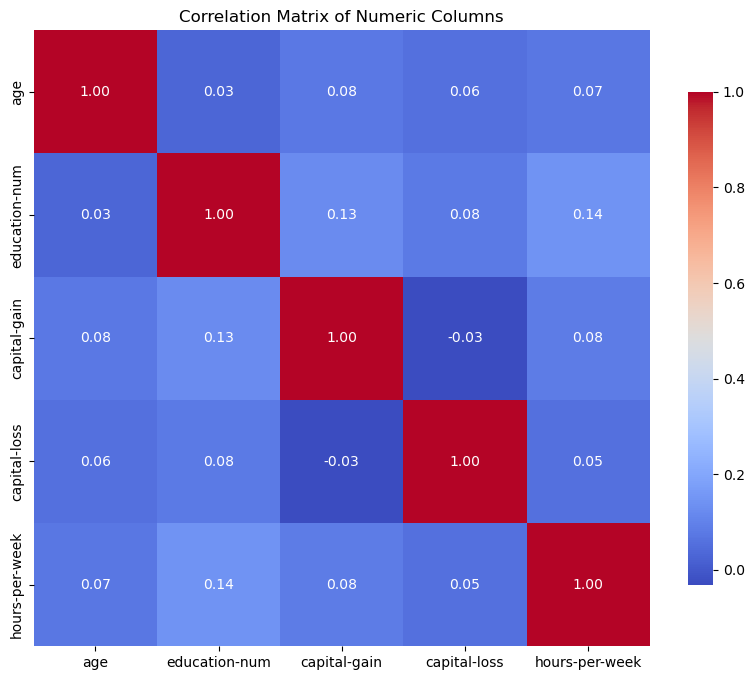 Correlation Matrix of Numeric Columns
age
1.00 0.03 0.08 0.06 0.07
education-num
0.03 1.00 0.13 0.08 0.14
capital-gain
0.08 0.13 1.00 -0.03 0.08
capital-loss
0.06 0.08 -0.03 1.00 0.05
hours-per-week
0.07 0.14 0.08 0.05 1.00
age education-num capital-gain capital-loss hours-per-week
1.0
0.8
0.6
0.4
0.2
0.0